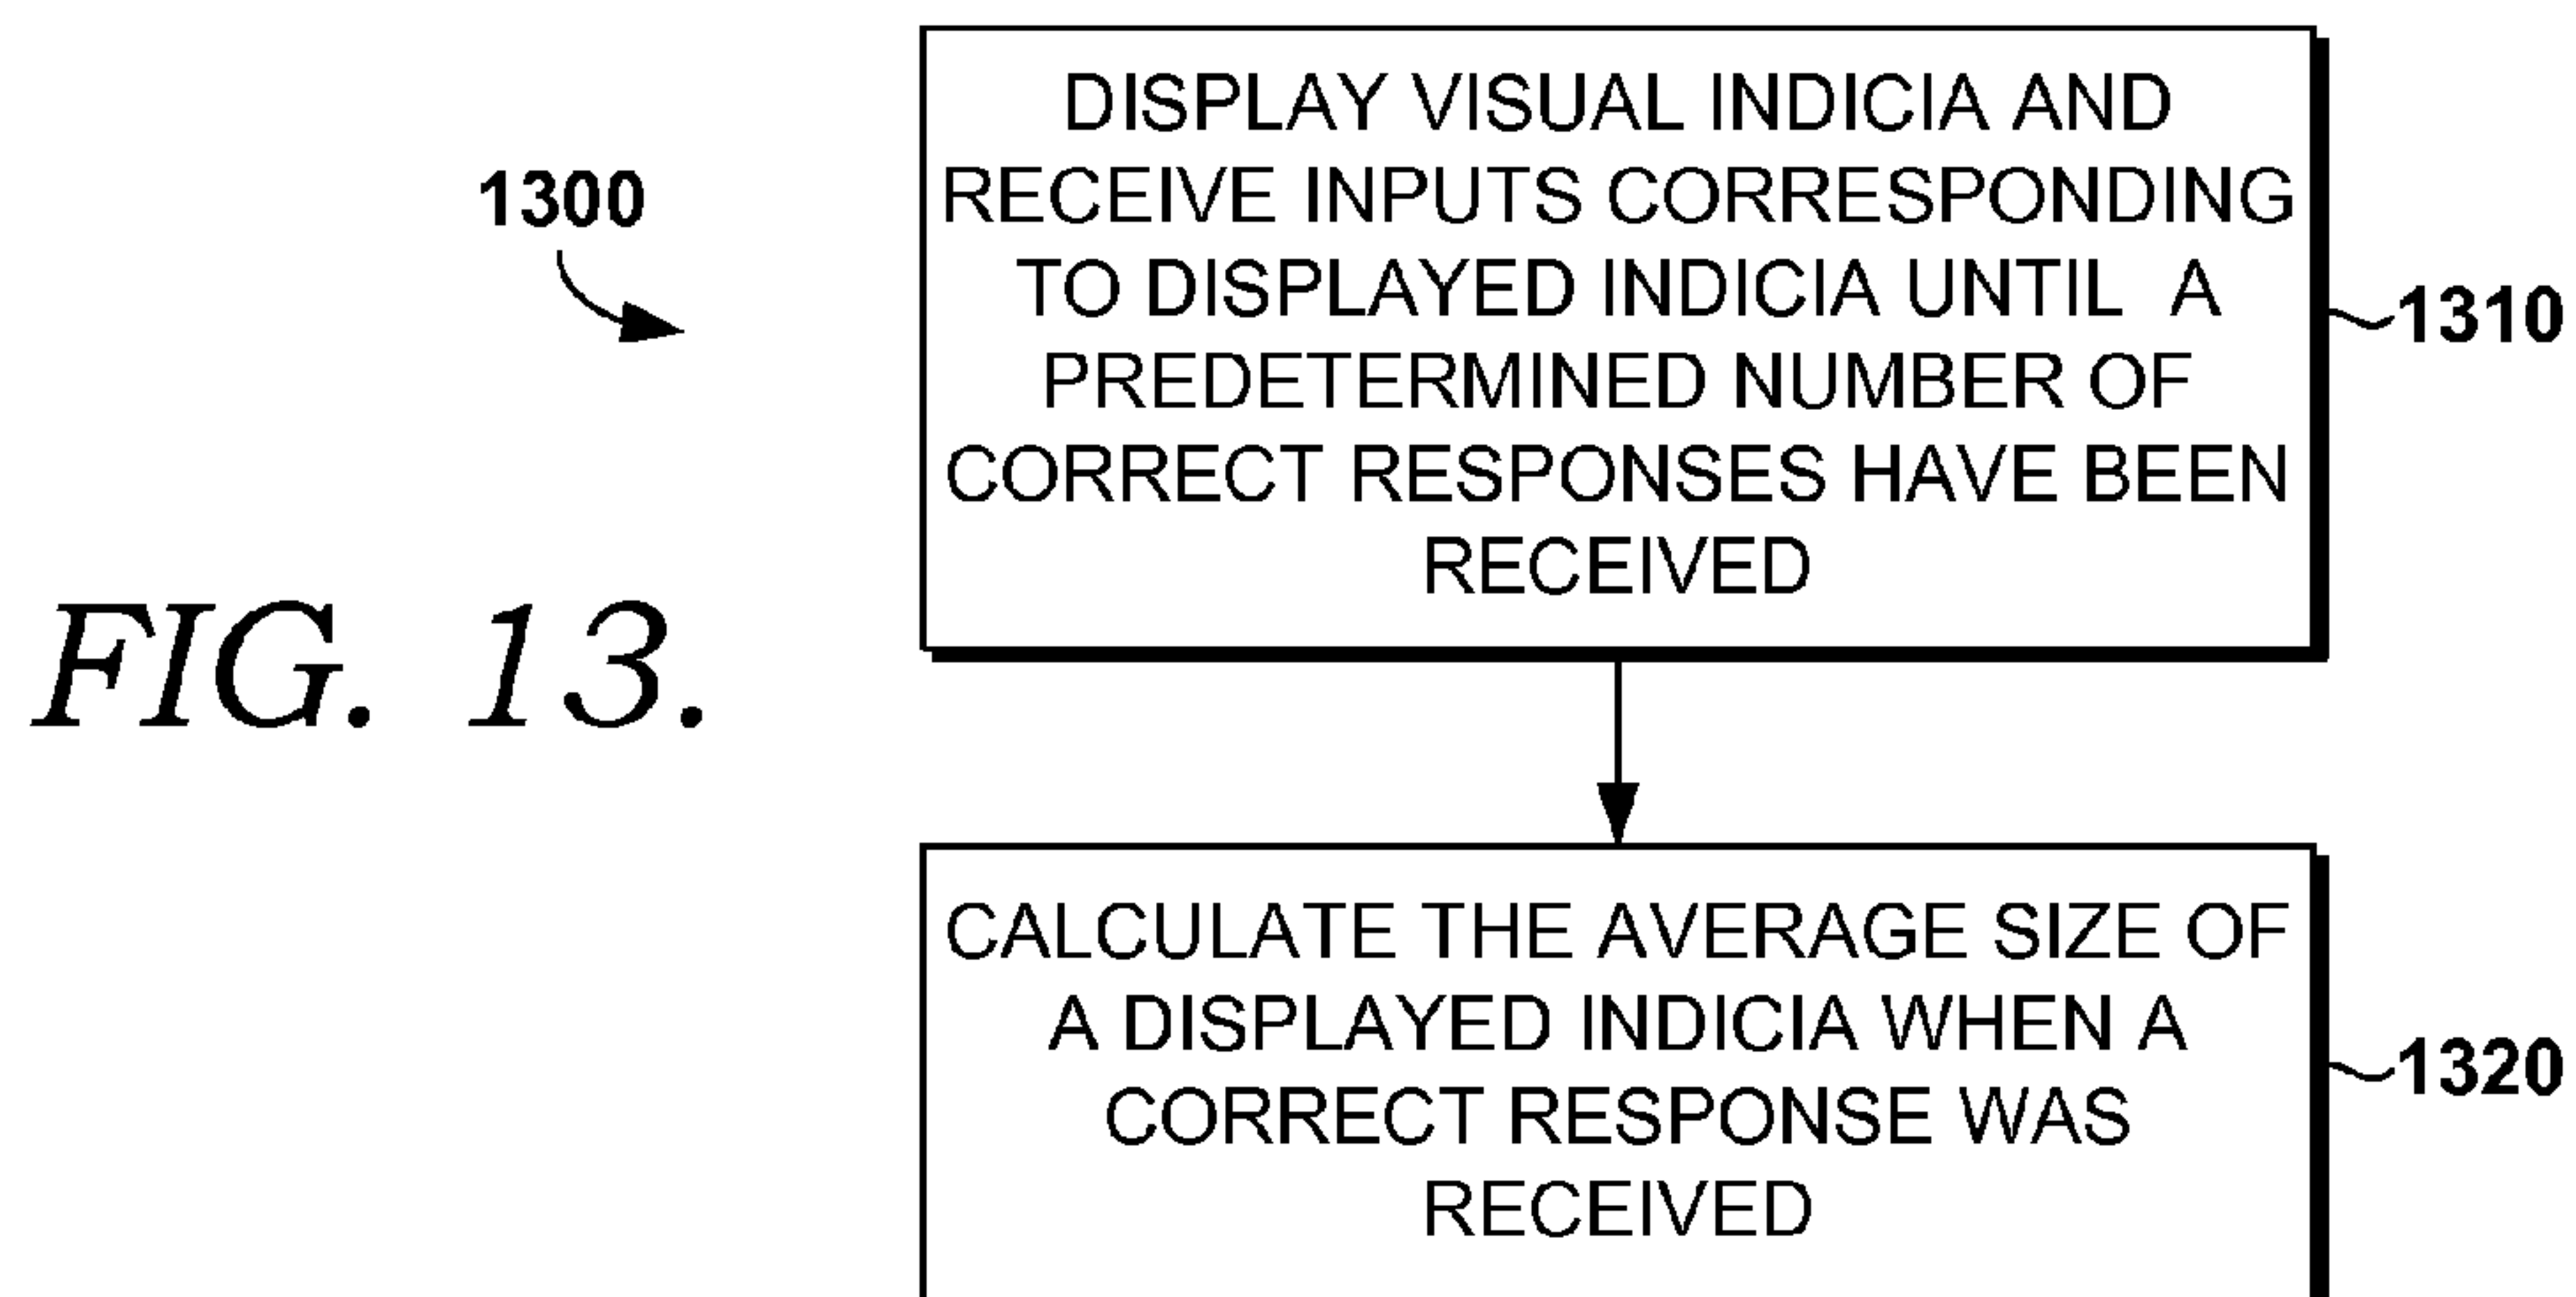 1300
FIG. 13.
DISPLAY VISUAL INDICIA AND
RECEIVE INPUTS CORRESPONDING
TO DISPLAYED INDICIA UNTIL A
PREDETERMINED NUMBER OF
CORRECT RESPONSES HAVE BEEN
RECEIVED
1310
CALCULATE THE AVERAGE SIZE OF
A DISPLAYED INDICIA WHEN A
CORRECT RESPONSE WAS
RECEIVED
1320